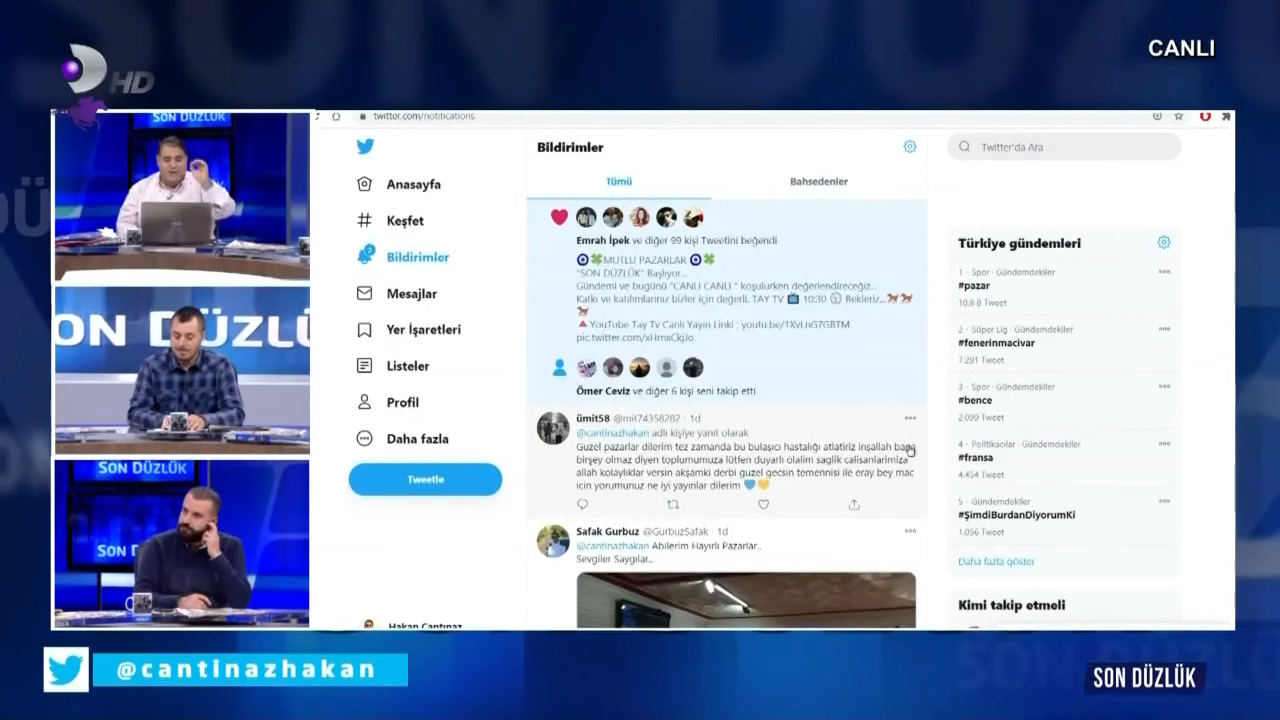 CANLI
HD
SON DÜZLÜK
SON DÜZLÜ
SON DÜZLÜK
SON D
twitter.com/notifications
Anasayfa
Keşfet
Bildirimler
Mesajlar
Yer İşaretleri
Listeler
Profil
Daha fazla
Tweetle
Hakan Cantınaz
Bildirimler
Tümü
Bahsedenler
Emrah İpek ve diğer 99 kişi Tweetini beğendi
🧿🍀MUTLU PAZARLAR 🧿🍀
"SON DÜZLÜK" Başlıyor...
Gündemi ve bugünü "CANLI CANLI " koşulurken değerlendireceğiz...
Katkı ve katılımlarınız bizler için değerli. TAY TV 📺 10:30 🕥 Bekleriz..🐎 🐎
🐎
🔺YouTube Tay Tv Canlı Yayın Linki :
Ömer Ceviz ve diğer 6 kişi seni takip etti
ümit58 @mit74358282 · 1d
@cantinazhakan adlı kişiye yanıt olarak
Guzel pazarlar dilerim tez zamanda bu bulaşıcı hastalığı atlatiriz inşallah bana
birşey olmaz diyen toplumumuza lütfen duyarlı olalim saglik calisanlarimiza
allah kolaylıklar versin akşamki derbi guzel gecsin temennisi ile eray bey mac
icin yorumunuz ne iyi yayınlar dilerim 💙💛
Safak Gurbuz @GurbuzSafak · 1d
@cantinazhakan Abilerim Hayırlı Pazarlar..
Sevgiler Saygılar..
Twitter'da Ara
Türkiye gündemleri
1 · Spor · Gündemdekiler
#pazar
10,8 B Tweet
2 · Süper Lig · Gündemdekiler
#fenerinmacivar
7.291 Tweet
3 · Spor · Gündemdekiler
#bence
2.099 Tweet
4 · Politikacılar · Gündemdekiler
#fransa
4.454 Tweet
5 · Gündemdekiler
#ŞimdiBurdanDiyorumKi
1.056 Tweet
Daha fazla göster
Kimi takip etmeli
@cantinazhakan
SON DÜZLÜK